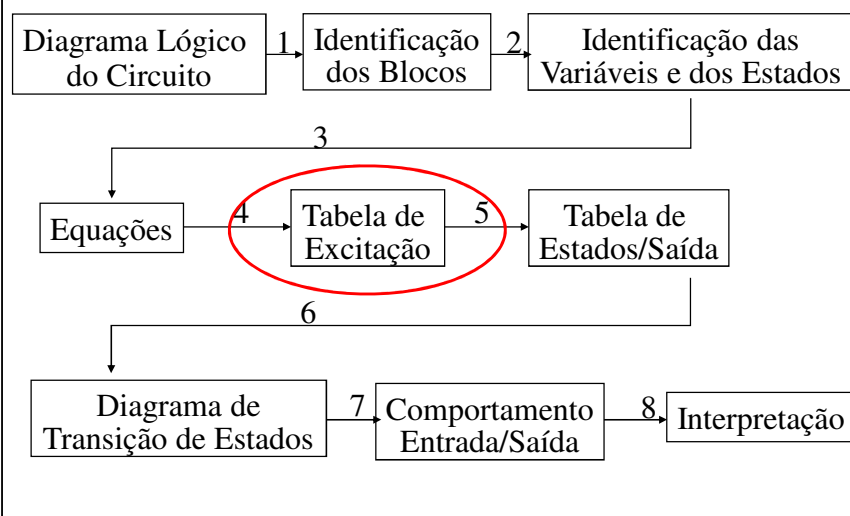 Diagrama Lógico
do Circuito
1
Identificação
dos Blocos
2
Identificação das
Variáveis e dos Estados
3
Equações
4
Tabela de
Excitação
5
Tabela de
Estados/Saída
6
Diagrama de
Transição de Estados
7
Comportamento
Entrada/Saída
8
Interpretação